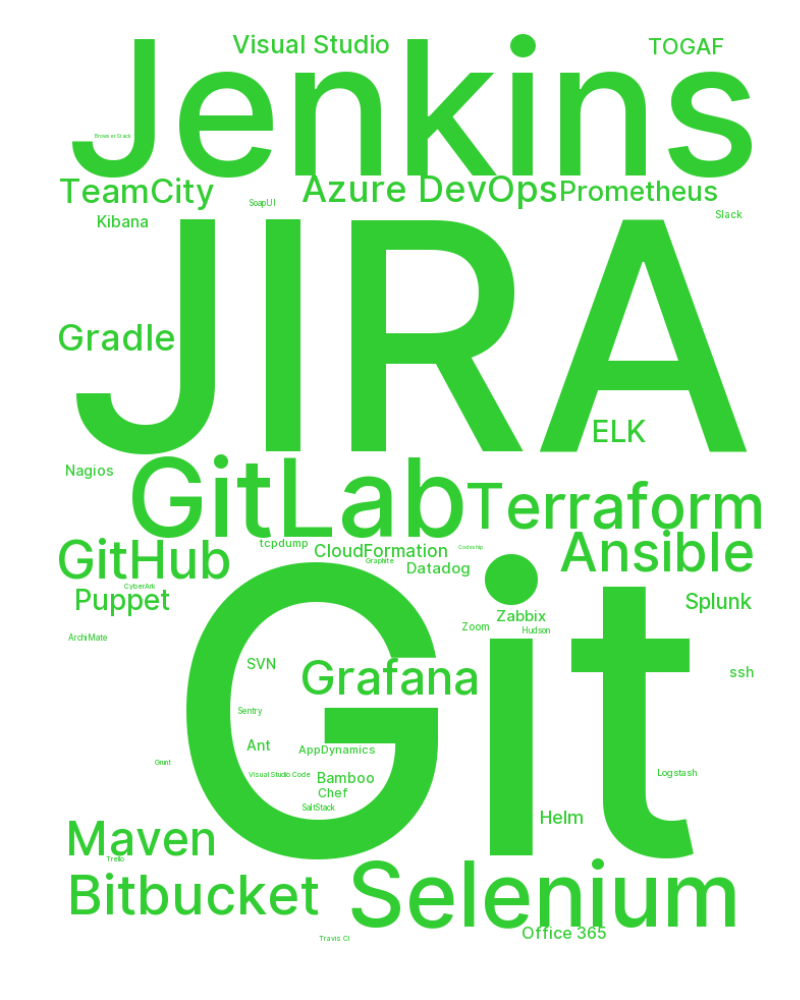 Visual Studio
TOGAF
Jenkins
Browser Stack
TeamCity
SoapUI
Azure DevOps
Prometheus
Kibana
Slack
JIRA
Gradle
ELK
Nagios
GitLab
Terraform
GitHub
tcpdump
CloudFormation
Codeship
Ansible
Graphite
Datadog
CyberArk
Puppet
Git
Splunk
Zabbix
Zoom
Hudson
ArchiMate
SVN
Grafana
ssh
Sentry
Ant
AppDynamics
Grunt
Visual Studio Code
Bamboo
Logstash
Chef
SaltStack
Helm
Maven
Trello
Bitbucket
Selenium
Office 365
Travis CI